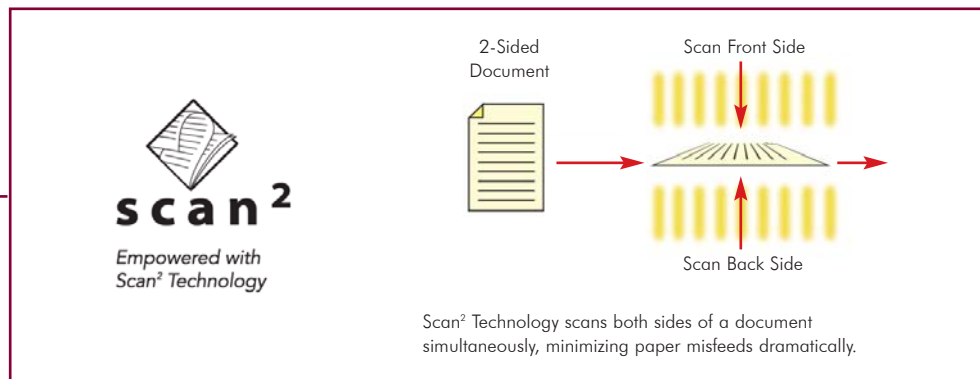 scan²
Empowered with
Scan² Technology
2-Sided
Document
Scan Front Side
Scan Back Side
Scan² Technology scans both sides of a document
simultaneously, minimizing paper misfeeds dramatically.